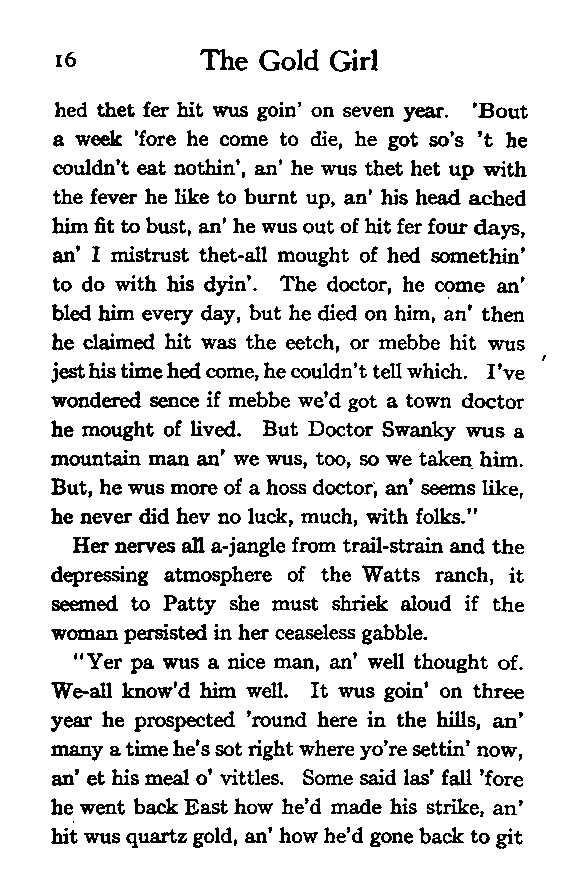 16 The Gold Girl
hed thet fer hit wus goin' on seven year. 'Bout
a week 'fore he come to die, he got so's 't he
couldn't eat nothin', an' he wus thet het up with
the fever he like to burnt up, an' his head ached
him fit to bust, an' he wus out of hit fer four days,
an' I mistrust thet-all mought of hed somethin'
to do with his dyin'. The doctor, he come an'
bled him every day, but he died on him, an' then
he claimed hit was the eetch, or mebbe hit wus
jest his time hed come, he couldn't tell which. I've
wondered sence if mebbe we'd got a town doctor
he mought of lived. But Doctor Swanky wus a
mountain man an' we wus, too, so we taken him.
But, he wus more of a hoss doctor, an' seems like,
he never did hev no luck, much, with folks."
Her nerves all a-jangle from trail-strain and the
depressing atmosphere of the Watts ranch, it
seemed to Patty she must shriek aloud if the
woman persisted in her ceaseless gabble.
"Yer pa wus a nice man, an' well thought of.
We-all know'd him well. It wus goin' on three
year he prospected 'round here in the hills, an'
many a time he's sot right where yo're settin' now,
an' et his meal o' vittles. Some said las' fall 'fore
he went back East how he'd made his strike, an'
hit wus quartz gold, an' how he'd gone back to git